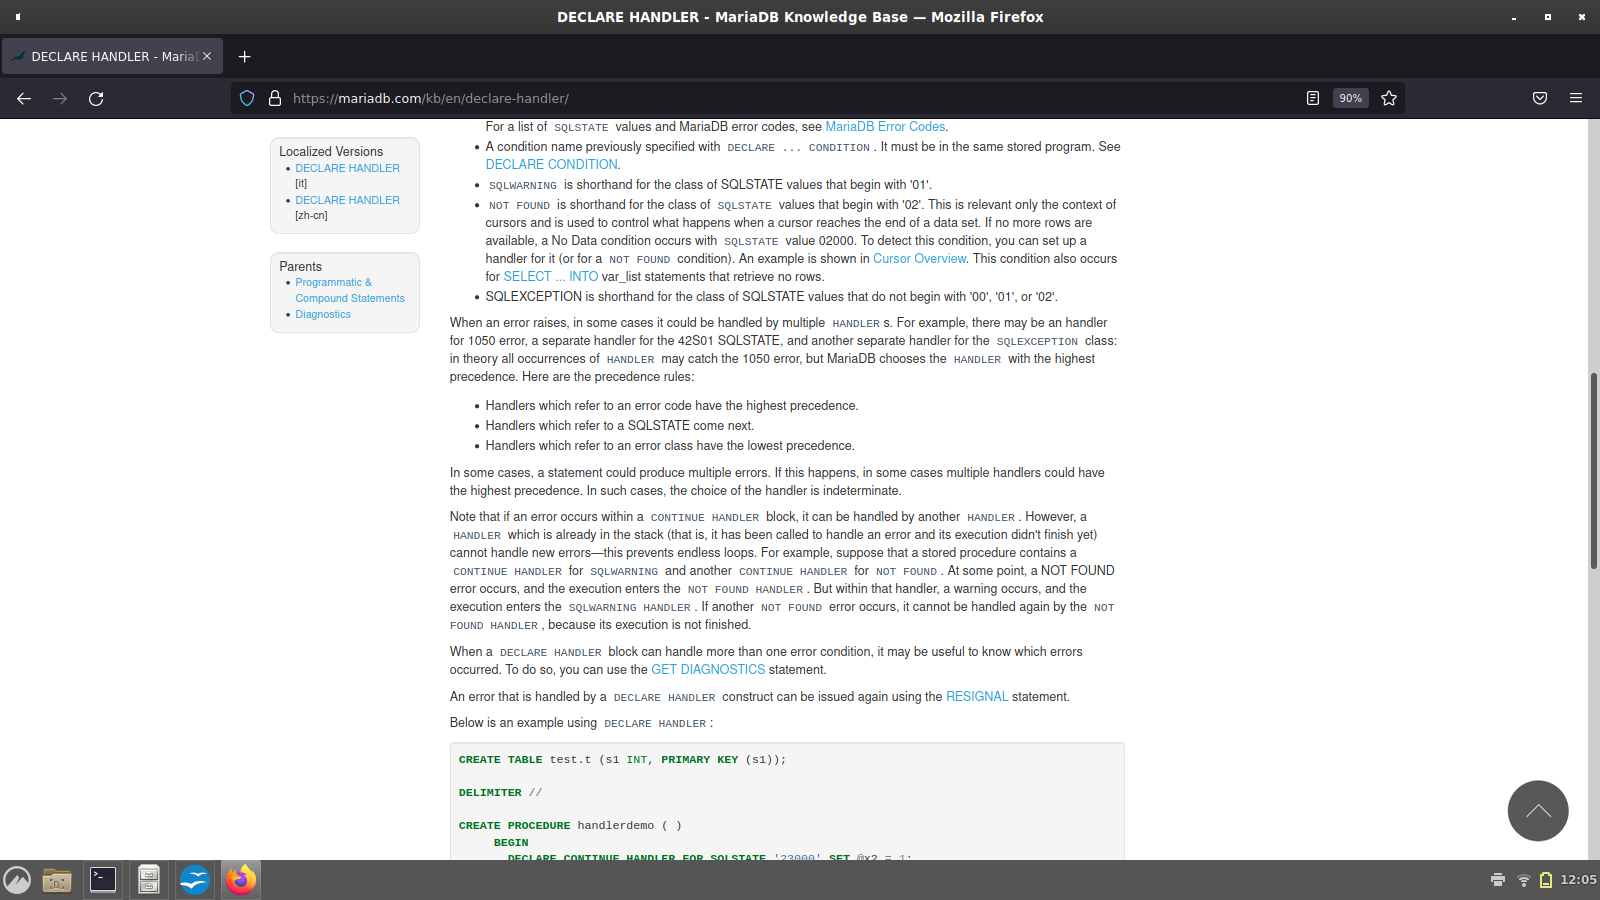 DECLARE HANDLER - MariaDB Knowledge Base — Mozilla Firefox
DECLARE HANDLER - Maria
https://mariadb.com/kb/en/declare-handler/
90%
Localized Versions
DECLARE HANDLER
[it]
DECLARE HANDLER
[zh-cn]
Parents
Programmatic &
Compound Statements
Diagnostics
For a list of SQLSTATE values and MariaDB error codes, see MariaDB Error Codes.
A condition name previously specified with DECLARE ... CONDITION. It must be in the same stored program. See
DECLARE CONDITION.
SQLWARNING is shorthand for the class of SQLSTATE values that begin with '01'.
NOT FOUND is shorthand for the class of SQLSTATE values that begin with '02'. This is relevant only the context of
cursors and is used to control what happens when a cursor reaches the end of a data set. If no more rows are
available, a No Data condition occurs with SQLSTATE value 02000. To detect this condition, you can set up a
handler for it (or for a NOT FOUND condition). An example is shown in Cursor Overview. This condition also occurs
for SELECT ... INTO var_list statements that retrieve no rows.
SQLEXCEPTION is shorthand for the class of SQLSTATE values that do not begin with '00', '01', or '02'.
When an error raises, in some cases it could be handled by multiple HANDLER s. For example, there may be an handler
for 1050 error, a separate handler for the 42S01 SQLSTATE, and another separate handler for the SQLEXCEPTION class:
in theory all occurrences of HANDLER may catch the 1050 error, but MariaDB chooses the HANDLER with the highest
precedence. Here are the precedence rules:
Handlers which refer to an error code have the highest precedence.
Handlers which refer to a SQLSTATE come next.
Handlers which refer to an error class have the lowest precedence.
In some cases, a statement could produce multiple errors. If this happens, in some cases multiple handlers could have
the highest precedence. In such cases, the choice of the handler is indeterminate.
Note that if an error occurs within a CONTINUE HANDLER block, it can be handled by another HANDLER. However, a
HANDLER which is already in the stack (that is, it has been called to handle an error and its execution didn't finish yet)
cannot handle new errors—this prevents endless loops. For example, suppose that a stored procedure contains a
CONTINUE HANDLER for SQLWARNING and another CONTINUE HANDLER for NOT FOUND. At some point, a NOT FOUND
error occurs, and the execution enters the NOT FOUND HANDLER. But within that handler, a warning occurs, and the
execution enters the SQLWARNING HANDLER. If another NOT FOUND error occurs, it cannot be handled again by the NOT
FOUND HANDLER, because its execution is not finished.
When a DECLARE HANDLER block can handle more than one error condition, it may be useful to know which errors
occurred. To do so, you can use the GET DIAGNOSTICS statement.
An error that is handled by a DECLARE HANDLER construct can be issued again using the RESIGNAL statement.
Below is an example using DECLARE HANDLER:
CREATE TABLE test.t (s1 INT, PRIMARY KEY (s1));
DELIMITER //
CREATE PROCEDURE handlerdemo ( )
BEGIN
DECLARE CONTINUE HANDLER FOR SQLSTATE '23000' SET @x2 = 1;
12:05